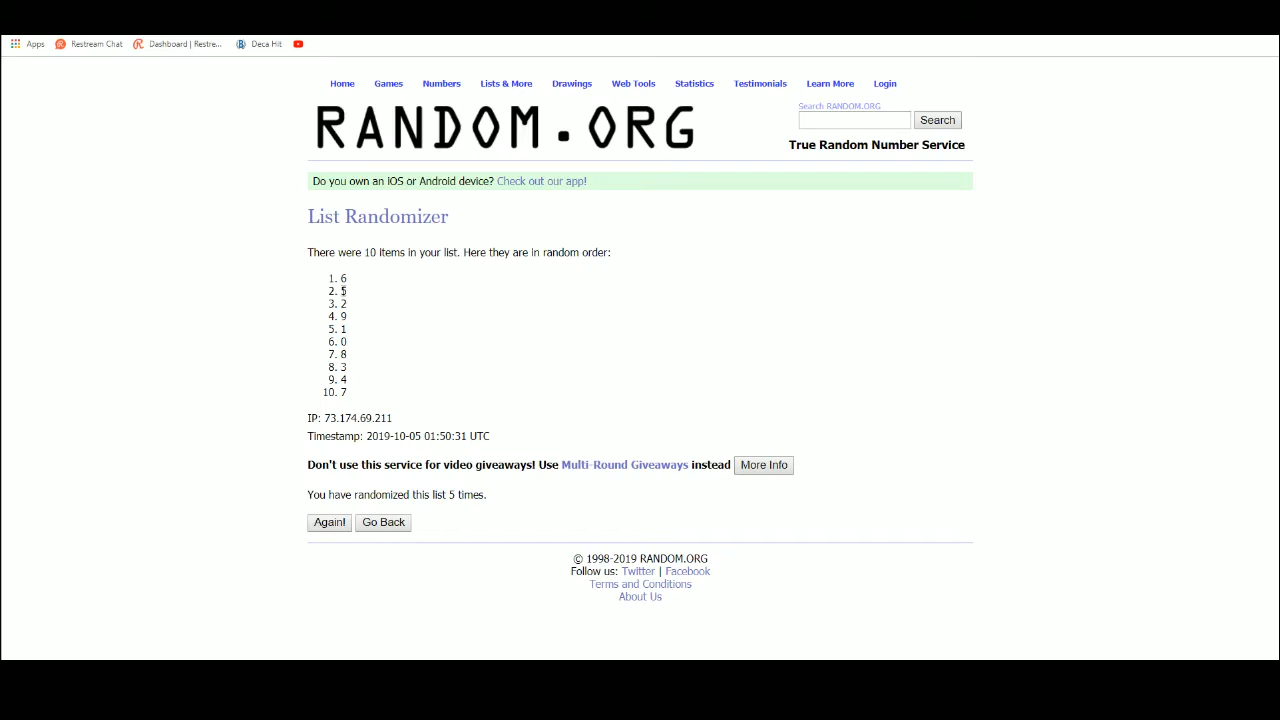 Apps Restream Chat Dashboard | Restre... Deca Hit
Home Games Numbers Lists & More Drawings Web Tools Statistics Testimonials Learn More Login
RANDOM.ORG
Search RANDOM.ORG
Search
True Random Number Service
Do you own an iOS or Android device? Check out our app!
List Randomizer
There were 10 items in your list. Here they are in random order:
1. 6
2. 5
3. 2
4. 9
5. 1
6. 0
7. 8
8. 3
9. 4
10. 7
IP: 73.174.69.211
Timestamp: 2019-10-05 01:50:31 UTC
Don't use this service for video giveaways! Use Multi-Round Giveaways instead More Info
You have randomized this list 5 times.
Again! Go Back
© 1998-2019 RANDOM.ORG
Follow us: Twitter | Facebook
Terms and Conditions
About Us